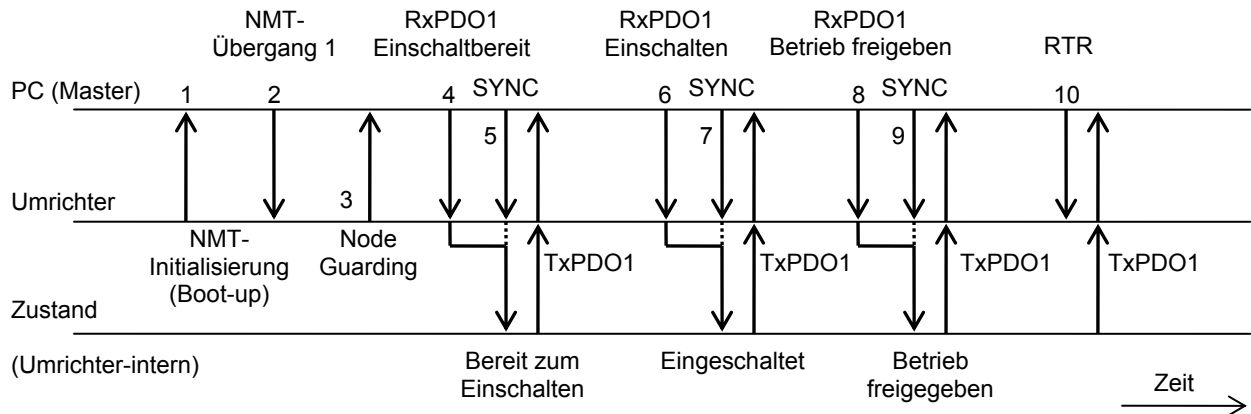 NMT-
Übergang 1
RxPDO1
Einschaltbereit
RxPDO1
Einschalten
RxPDO1
Betrieb freigeben
RTR
PC (Master)
1
2
4
SYNC
6
SYNC
8
SYNC
10
5
7
9
Umrichter
3
NMT-
Initialisierung
(Boot-up)
Node
Guarding
TxPDO1
TxPDO1
TxPDO1
TxPDO1
Zustand
(Umrichter-intern)
Bereit zum
Einschalten
Eingeschaltet
Betrieb
freigegeben
Zeit